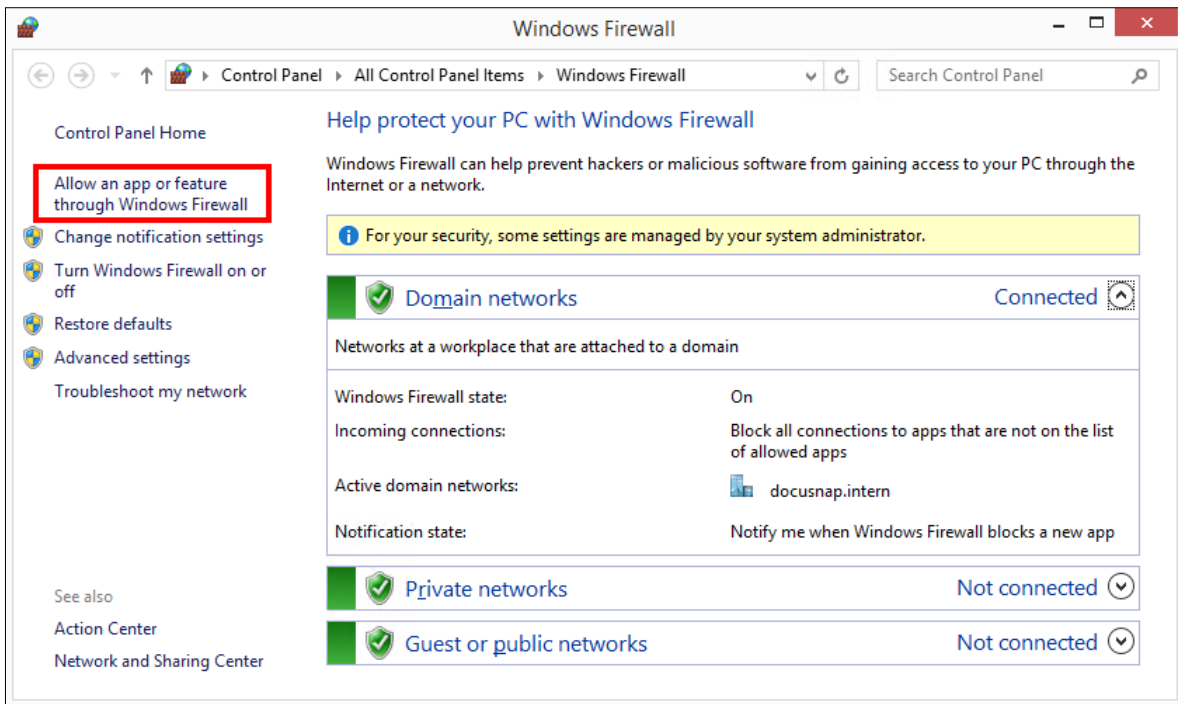 Windows Firewall
Control Panel All Control Panel Items Windows Firewall
Search Control Panel
Control Panel Home
Allow an app or feature
through Windows Firewall
Change notification settings
Turn Windows Firewall on or
off
Restore defaults
Advanced settings
Troubleshoot my network
See also
Action Center
Network and Sharing Center
Help protect your PC with Windows Firewall
Windows Firewall can help prevent hackers or malicious software from gaining access to your PC through the
Internet or a network.
For your security, some settings are managed by your system administrator.
Domain networks Connected
Networks at a workplace that are attached to a domain
Windows Firewall state: On
Incoming connections: Block all connections to apps that are not on the list
of allowed apps
Active domain networks: docusnap.intern
Notification state: Notify me when Windows Firewall blocks a new app
Private networks Not connected
Guest or public networks Not connected